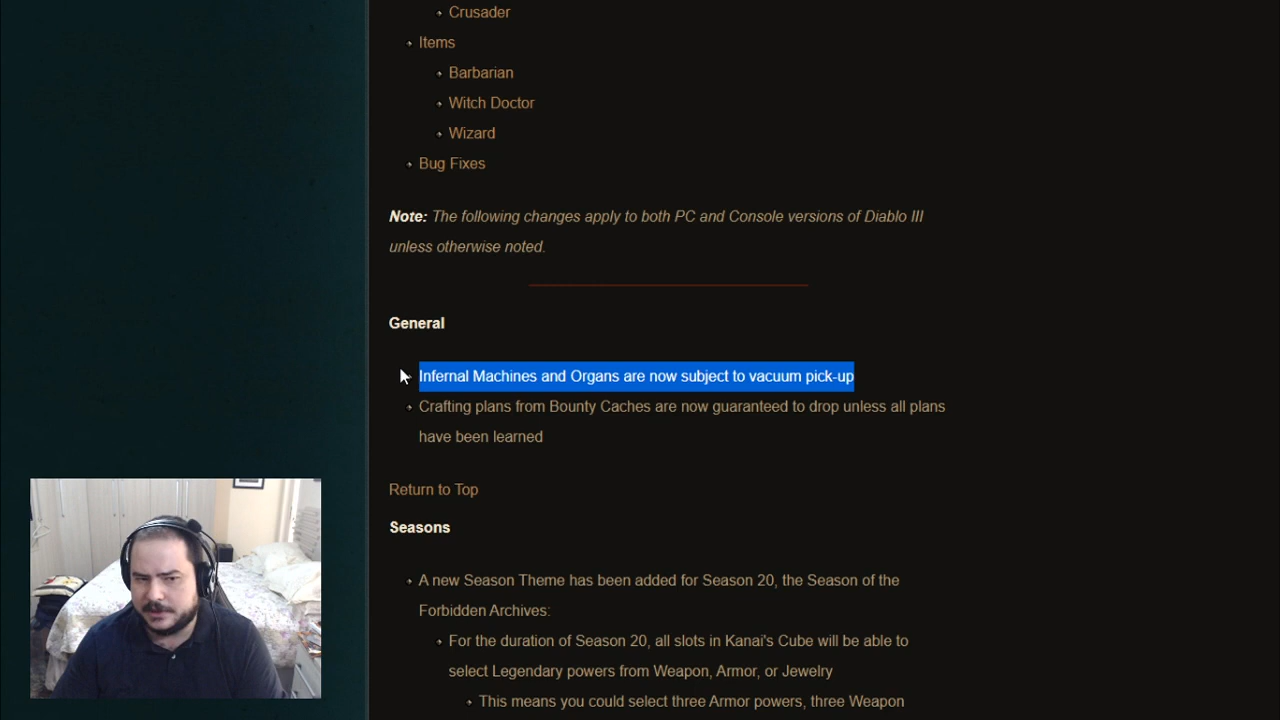 Crusader
Items
Barbarian
Witch Doctor
Wizard
Bug Fixes
Note: The following changes apply to both PC and Console versions of Diablo III
unless otherwise noted.
General
Infernal Machines and Organs are now subject to vacuum pick-up
Crafting plans from Bounty Caches are now guaranteed to drop unless all plans
have been learned
Return to Top
Seasons
A new Season Theme has been added for Season 20, the Season of the
Forbidden Archives:
For the duration of Season 20, all slots in Kanai's Cube will be able to
select Legendary powers from Weapon, Armor, or Jewelry
This means you could select three Armor powers, three Weapon